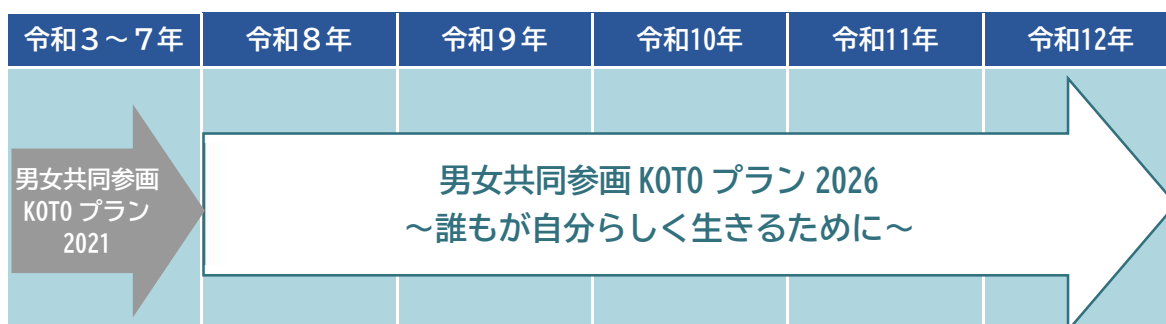 令和３～７年
令和８年
令和９年
令和10年
令和11年
令和12年
男女共同参画
KOTO プラン
2021
男女共同参画 KOTO プラン 2026
～誰もが自分らしく生きるために～